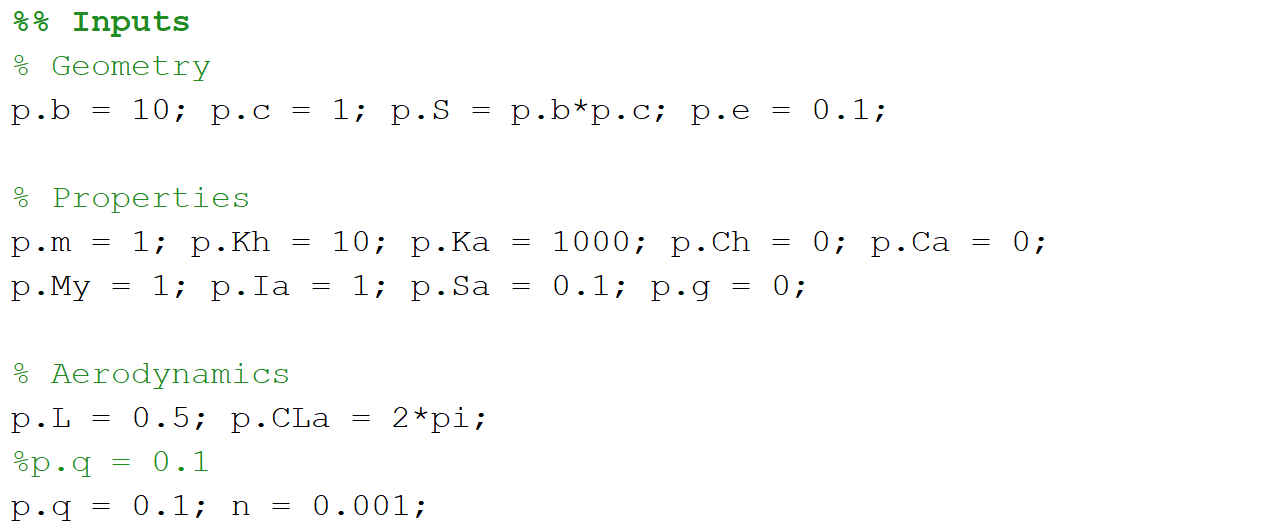 %% Inputs
% Geometry
p.b = 10; p.c = 1; p.S = p.b*p.c; p.e = 0.1;
% Properties
p.m = 1; p.Kh = 10; p.Ka = 1000; p.Ch = 0; p.Ca = 0;
p.My = 1; p.Ia = 1; p.Sa = 0.1; p.g = 0;
% Aerodynamics
p.L = 0.5; p.CLa = 2*pi;
%p.q = 0.1
p.q = 0.1; n = 0.001;